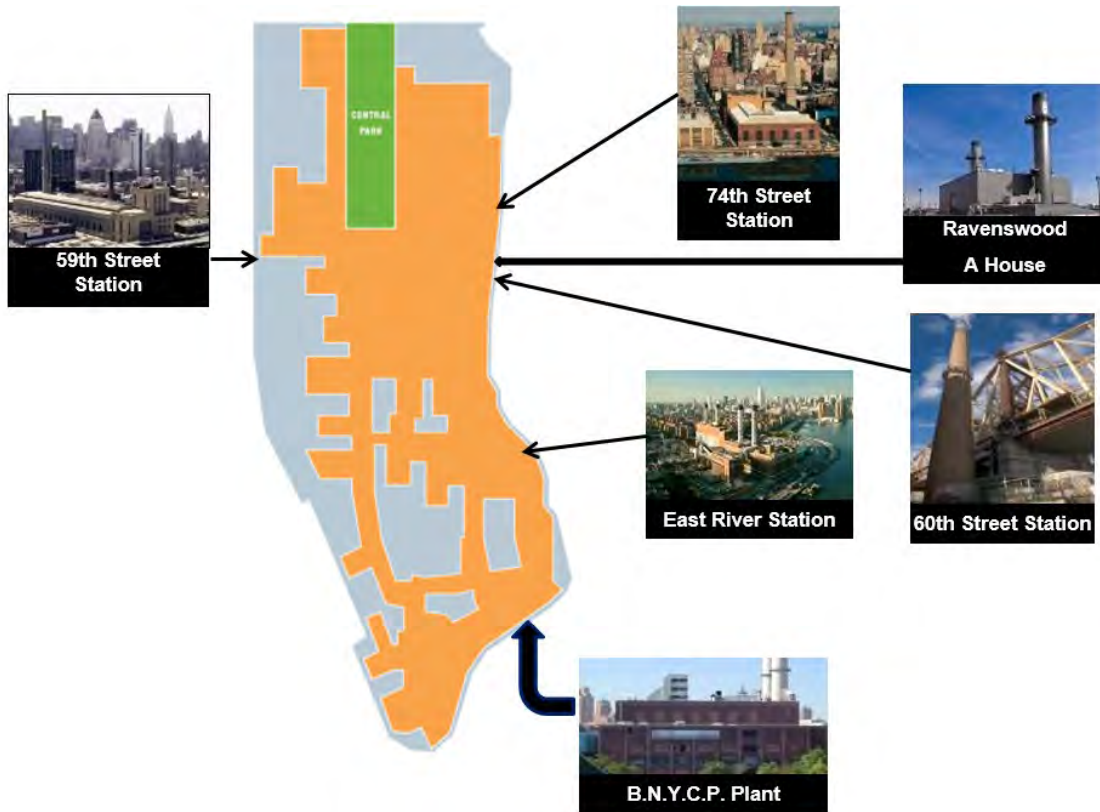 CENTRAL
PARK
59th Street
Station
74th Street
Station
Ravenswood
A House
East River Station
60th Street Station
B.N.Y.C.P. Plant